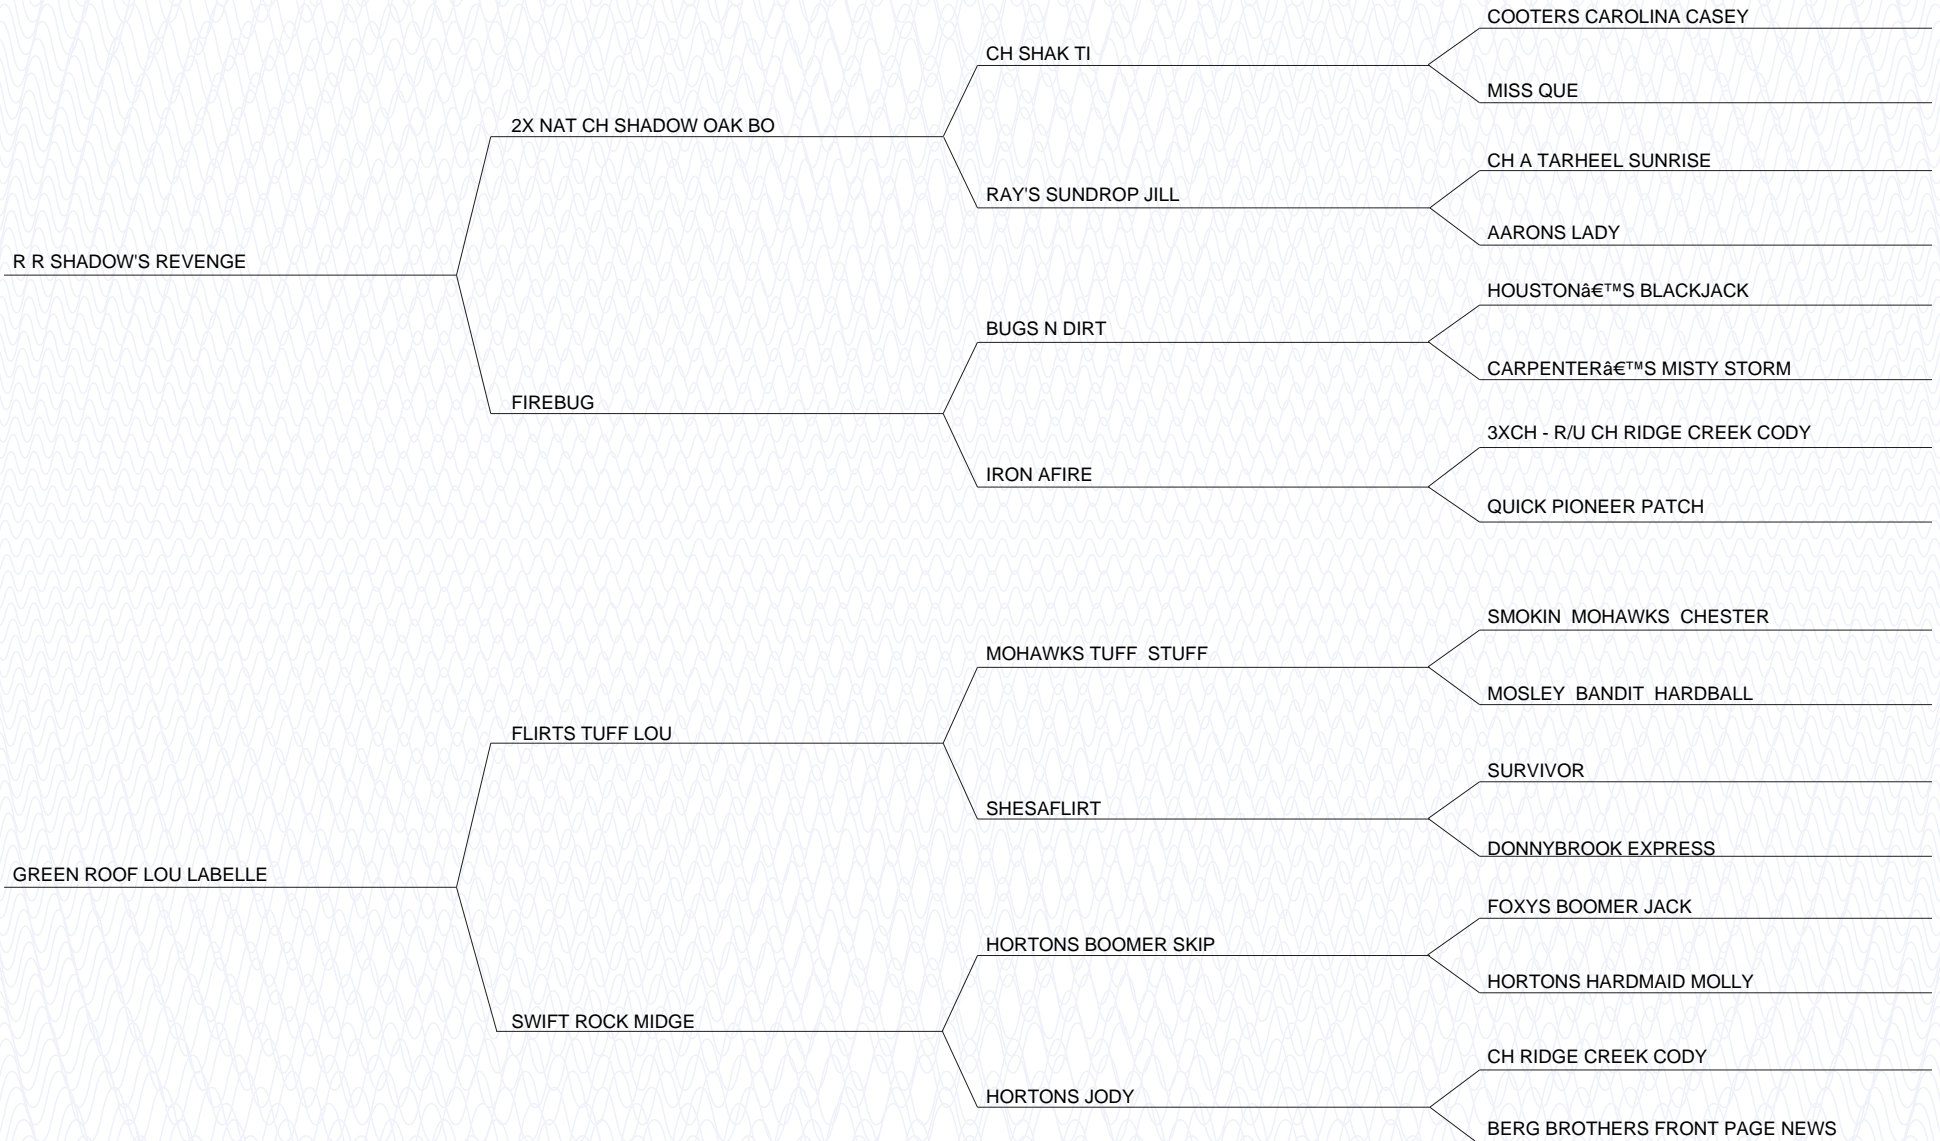 COOTERS CAROLINA CASEY
CH SHAK TI
MISS QUE
2X NAT CH SHADOW OAK BO
CH A TARHEEL SUNRISE
RAY'S SUNDROP JILL
AARONS LADY
R R SHADOW'S REVENGE
HOUSTONâ€™S BLACKJACK
BUGS N DIRT
CARPENTERâ€™S MISTY STORM
FIREBUG
3XCH - R/U CH RIDGE CREEK CODY
IRON AFIRE
QUICK PIONEER PATCH
SMOKIN  MOHAWKS  CHESTER
MOHAWKS TUFF  STUFF
MOSLEY  BANDIT  HARDBALL
FLIRTS TUFF LOU
SURVIVOR
SHESAFLIRT
DONNYBROOK EXPRESS
GREEN ROOF LOU LABELLE
FOXYS BOOMER JACK
HORTONS BOOMER SKIP
HORTONS HARDMAID MOLLY
SWIFT ROCK MIDGE
CH RIDGE CREEK CODY
HORTONS JODY
BERG BROTHERS FRONT PAGE NEWS